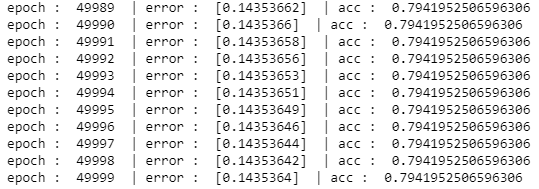 epoch :  49989  | error :  [0.14353662]  | acc :  0.7941952506596306
epoch :  49990  | error :  [0.1435366]  | acc :  0.7941952506596306
epoch :  49991  | error :  [0.14353658]  | acc :  0.7941952506596306
epoch :  49992  | error :  [0.14353656]  | acc :  0.7941952506596306
epoch :  49993  | error :  [0.14353653]  | acc :  0.7941952506596306
epoch :  49994  | error :  [0.14353651]  | acc :  0.7941952506596306
epoch :  49995  | error :  [0.14353649]  | acc :  0.7941952506596306
epoch :  49996  | error :  [0.14353646]  | acc :  0.7941952506596306
epoch :  49997  | error :  [0.14353644]  | acc :  0.7941952506596306
epoch :  49998  | error :  [0.14353642]  | acc :  0.7941952506596306
epoch :  49999  | error :  [0.1435364]  | acc :  0.7941952506596306